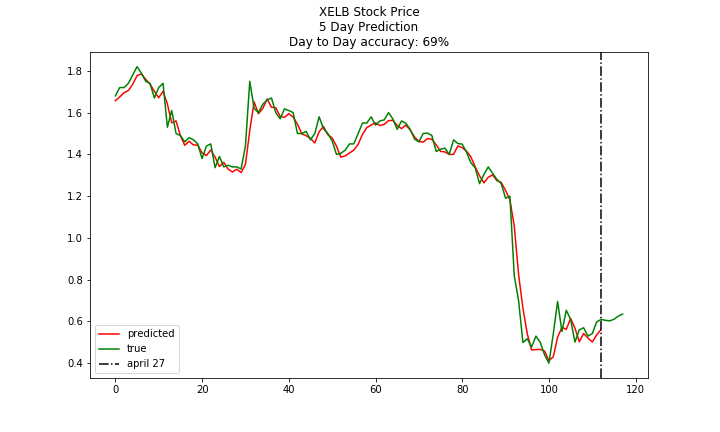 XELB Stock Price
5 Day Prediction
Day to Day accuracy: 69%
1.8
1.6
1.4
1.2
1.0
0.8
0.6
0.4
predicted
true
april 27
0
20
40
60
80
100
120